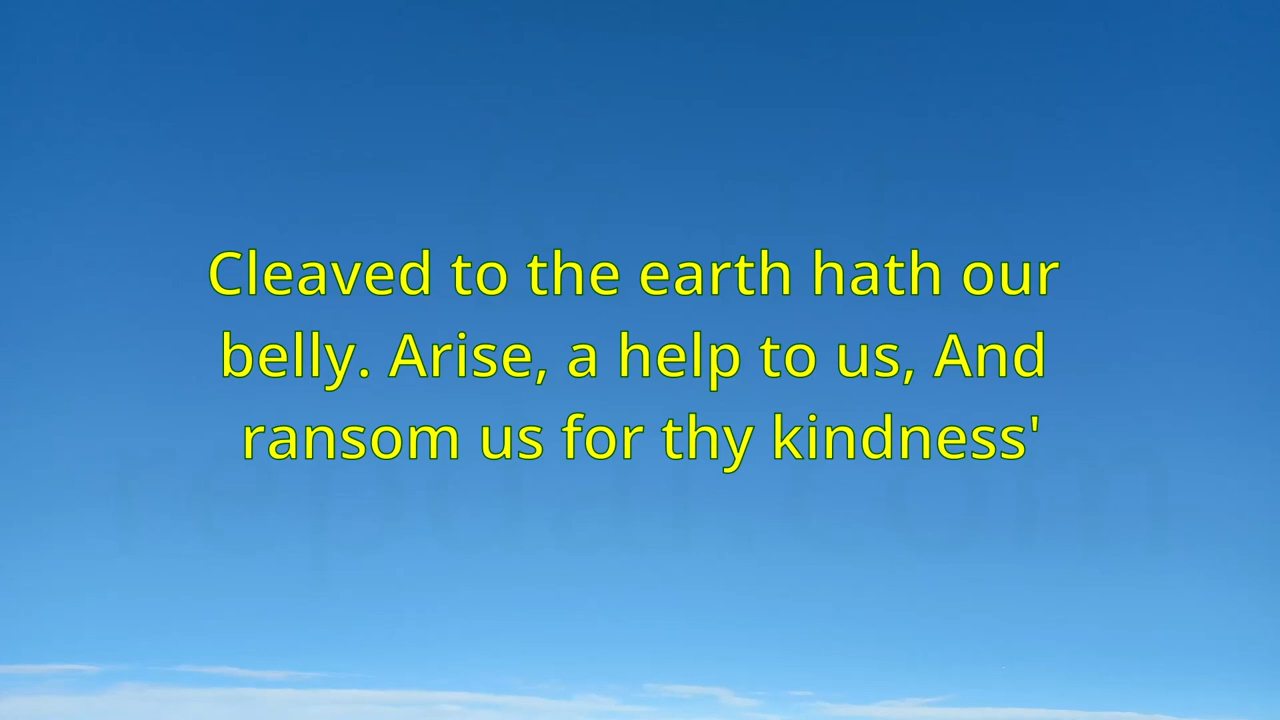 Cleaved to the earth hath our
belly. Arise, a help to us, And
ransom us for thy kindness'